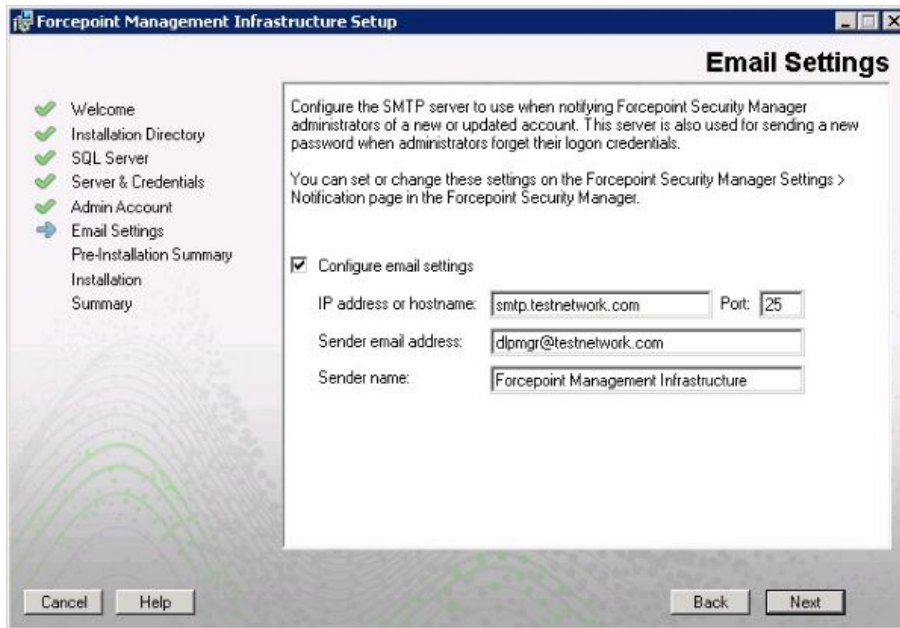 Forcepoint Management Infrastructure Setup
Email Settings
Welcome
Installation Directory
SQL Server
Server & Credentials
Admin Account
Email Settings
Pre-Installation Summary
Installation
Summary
Configure the SMTP server to use when notifying Forcepoint Security Manager
administrators of a new or updated account. This server is also used for sending a new
password when administrators forget their logon credentials.
You can set or change these settings on the Forcepoint Security Manager Settings >
Notification page in the Forcepoint Security Manager.
Configure email settings
IP address or hostname: smtp.testnetwork.com Port: 25
Sender email address: dlpmgr@testnetwork.com
Sender name: Forcepoint Management Infrastructure
Cancel Help Back Next